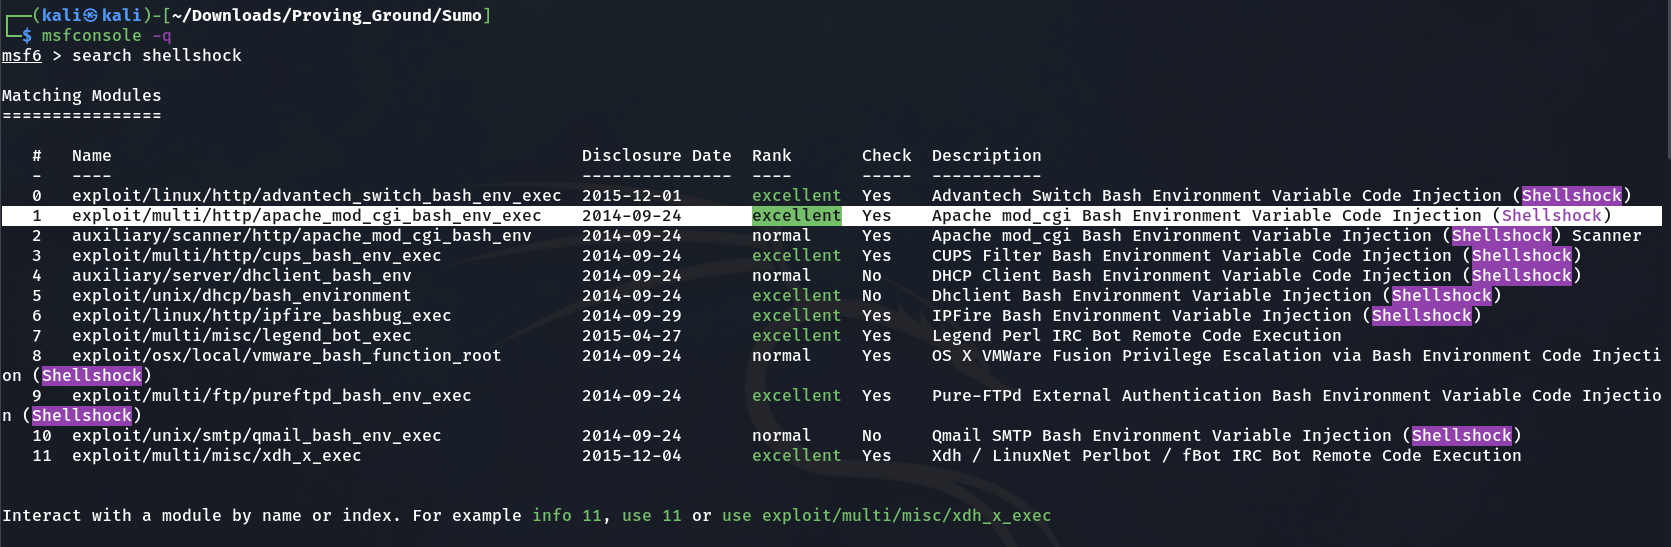 ┌──(kali㉿kali)-[~/Downloads/Proving_Ground/Sumo]
└─$ msfconsole -q
msf6 > search shellshock
Matching Modules
================
#   Name                                              Disclosure Date  Rank       Check  Description
-   ----                                              ---------------  ----       -----  -----------
0   exploit/linux/http/advantech_switch_bash_env_exec  2015-12-01       excellent  Yes    Advantech Switch Bash Environment Variable Code Injection (Shellshock)
1   exploit/multi/http/apache_mod_cgi_bash_env_exec    2014-09-24       excellent  Yes    Apache mod_cgi Bash Environment Variable Code Injection (Shellshock)
2   auxiliary/scanner/http/apache_mod_cgi_bash_env     2014-09-24       normal     Yes    Apache mod_cgi Bash Environment Variable Injection (Shellshock) Scanner
3   exploit/multi/http/cups_bash_env_exec              2014-09-24       excellent  Yes    CUPS Filter Bash Environment Variable Code Injection (Shellshock)
4   auxiliary/server/dhclient_bash_env                 2014-09-24       normal     No     DHCP Client Bash Environment Variable Code Injection (Shellshock)
5   exploit/unix/dhcp/bash_environment                 2014-09-24       excellent  No     Dhclient Bash Environment Variable Injection (Shellshock)
6   exploit/linux/http/ipfire_bashbug_exec             2014-09-29       excellent  Yes    IPFire Bash Environment Variable Injection (Shellshock)
7   exploit/multi/misc/legend_bot_exec                 2015-04-27       excellent  Yes    Legend Perl IRC Bot Remote Code Execution
8   exploit/osx/local/vmware_bash_function_root        2014-09-24       normal     Yes    OS X VMWare Fusion Privilege Escalation via Bash Environment Code Injecti
on (Shellshock)
9   exploit/multi/ftp/pureftpd_bash_env_exec           2014-09-24       excellent  Yes    Pure-FTPd External Authentication Bash Environment Variable Code Injectio
n (Shellshock)
10  exploit/unix/smtp/qmail_bash_env_exec              2014-09-24       normal     No     Qmail SMTP Bash Environment Variable Injection (Shellshock)
11  exploit/multi/misc/xdh_x_exec                      2015-12-04       excellent  Yes    Xdh / LinuxNet Perlbot / fBot IRC Bot Remote Code Execution
Interact with a module by name or index. For example info 11, use 11 or use exploit/multi/misc/xdh_x_exec